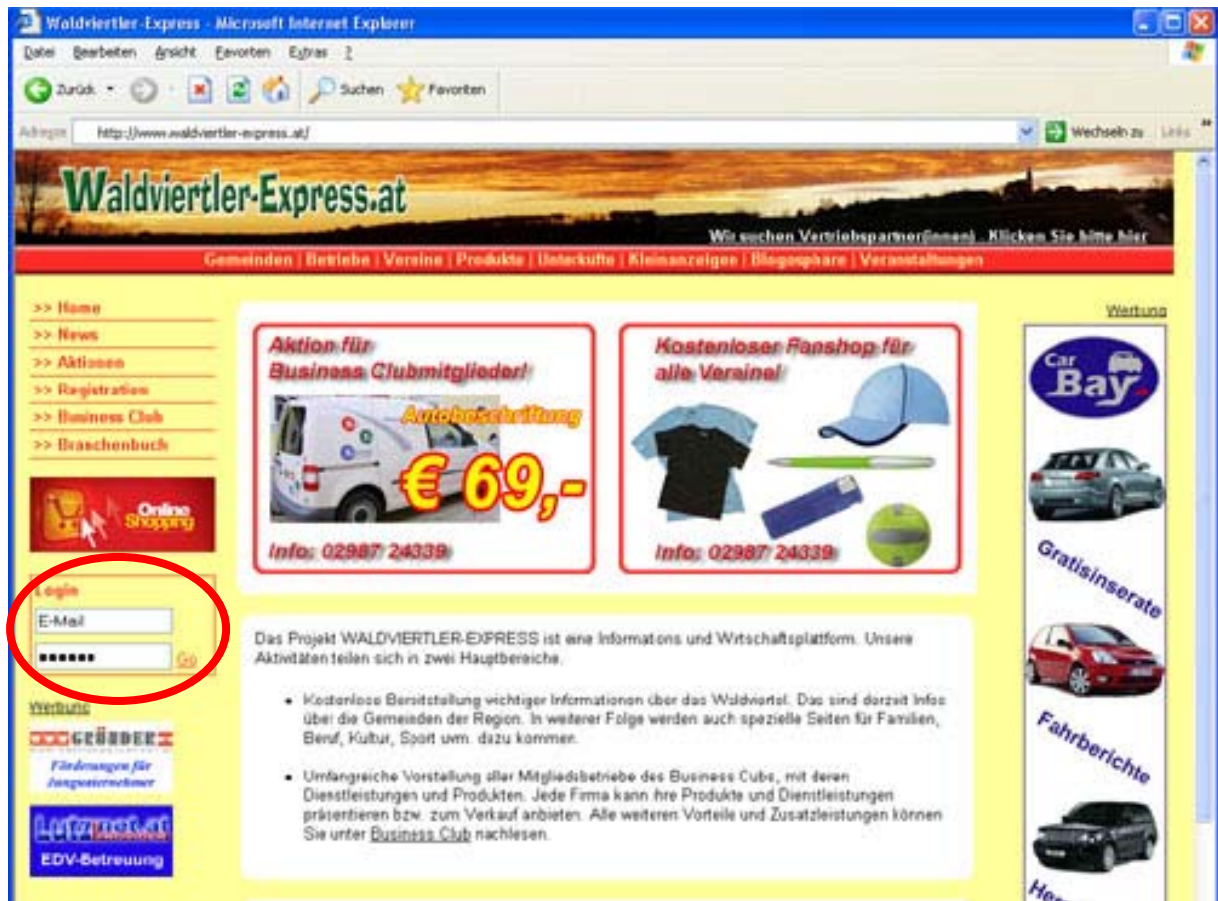 Waldviertler-Express - Microsoft Internet Explorer
Datei Bearbeiten Ansicht Favoriten Extras ?
Zurück Suchen Favoriten
Adresse http://www.waldviertler-express.at/ Wechseln zu Links »
Waldviertler-Express.at
Wir suchen Vertriebspartner(innen) . Klicken Sie bitte hier
Gemeinden | Betriebe | Vereine | Produkte | Unterkufte | Kleinanzeigen | Blogosphare | Veranstaltungen
>> Home
>> News
>> Aktionen
>> Registration
>> Business Club
>> Branchenbuch
Online
Shopping
Login
E-Mail
Go
Werbung
GRÜNDER
Förderungen für
Jungunternehmer
Lutznet.at
EDV-Betreuung
Aktion für
Business Clubmitglieder!
Autobeschriftung
€ 69,-
Info: 02987 24339
Kostenloser Fanshop für
alle Vereine!
Info: 02987 24339
Das Projekt WALDVIERTLER-EXPRESS ist eine Informatons und Wirtschaftsplattform. Unsere
Aktivitäten teilen sich in zwei Hauptbereiche.
• Kostenlose Bereitstellung wichtiger Informationen über das Waldviertel. Das sind derzeit Infos
über die Gemeinden der Region. In weiterer Folge werden auch spezielle Seiten für Familien,
Beruf, Kultur, Sport uvm. dazu kommen.
• Umfangreiche Vorstellung aller Mitgliedsbetriebe des Business Cubs, mit deren
Dienstleistungen und Produkten. Jede Firma kann ihre Produkte und Dienstleistungen
präsentieren bzw. zum Verkauf anbieten. Alle weiteren Vorteile und Zusatzleistungen können
Sie unter Business Club nachlesen.
Werbung
Car
Bay
Gratisinserate
Fahrberichte